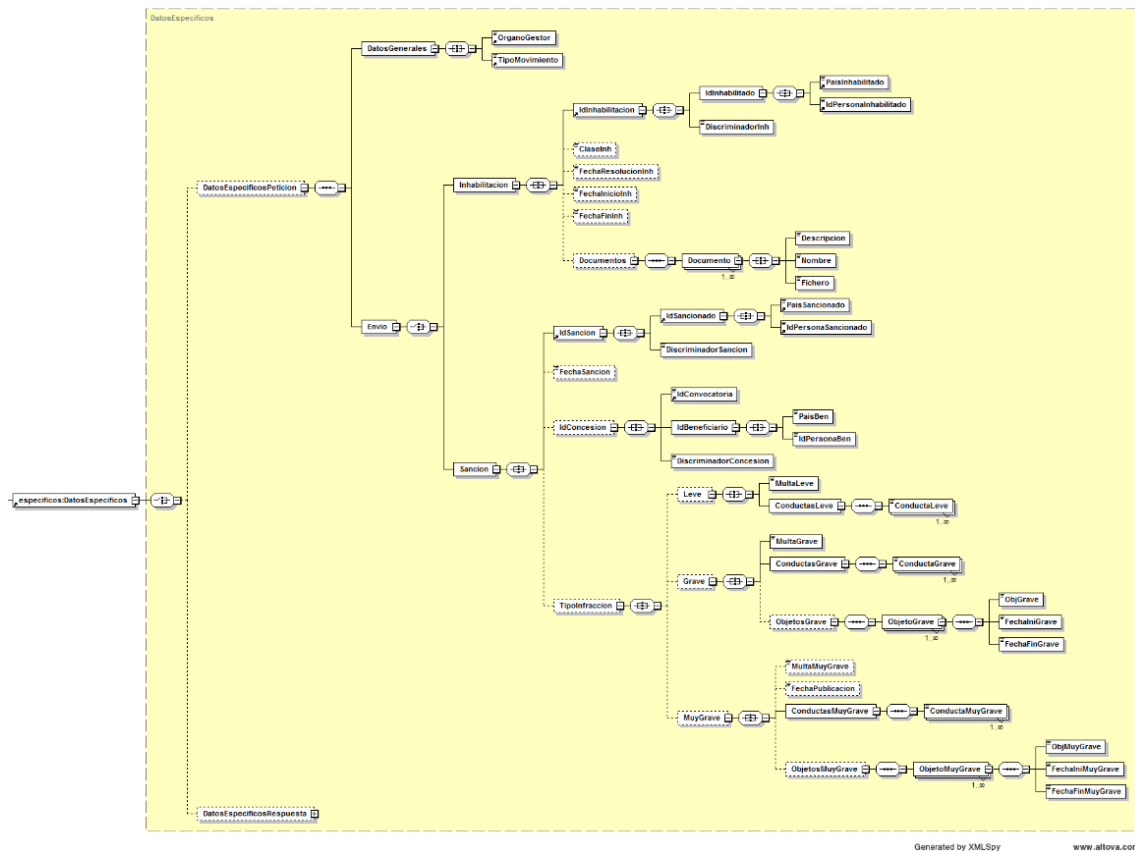 DatosEspecificos
OrganoGestor
DatosGenerales
TipoMovimiento
PaisInhabilitado
IdInhabilitado
IdPersonaInhabilitado
IdInhabilitacion
DiscriminadorInh
ClaseInh
FechaResolucionInh
DatosEspecificosPeticion
Inhabilitacion
FechaInicioInh
FechaFinInh
Descripcion
Documentos
Documento
Nombre
1..∞
Fichero
PaisSancionado
IdSancionado
Envio
IdPersonaSancionado
IdSancion
DiscriminadorSancion
FechaSancion
IdConvocatoria
PaisBen
IdConcesion
IdBeneficiario
IdPersonaBen
DiscriminadorConcesion
Sancion
MultaLeve
Leve
especificos:DatosEspecificos
ConductasLeve
ConductaLeve
1..∞
MultaGrave
ConductasGrave
ConductaGrave
1..∞
Grave
ObjGrave
TipoInfraccion
ObjetosGrave
ObjetoGrave
FechaIniGrave
1..∞
FechaFinGrave
MultaMuyGrave
FechaPublicacion
ConductasMuyGrave
ConductaMuyGrave
MuyGrave
1..∞
ObjMuyGrave
ObjetosMuyGrave
ObjetoMuyGrave
FechaIniMuyGrave
1..∞
FechaFinMuyGrave
DatosEspecificosRespuesta
Generated by XMLSpy
www.altova.com